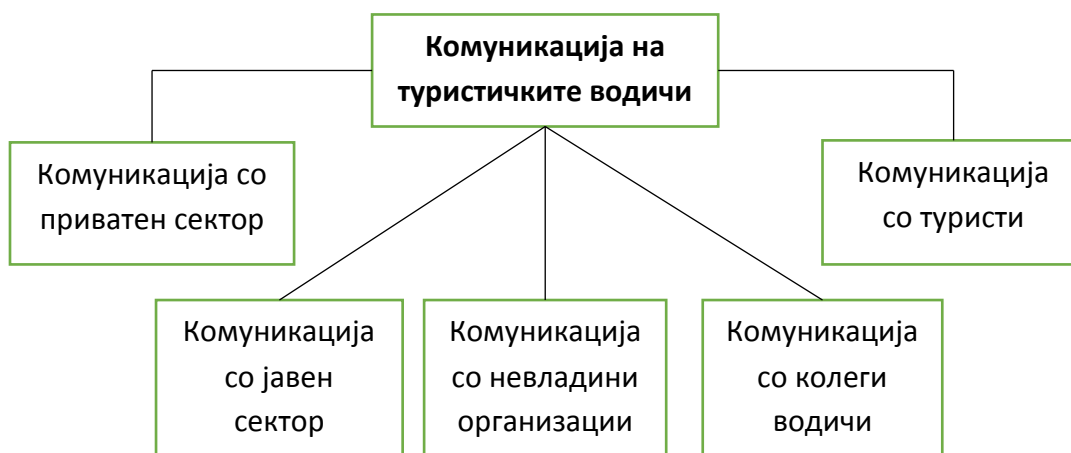 Комуникација на
туристичките водичи
Комуникација со
приватен сектор
Комуникација
со туристи
Комуникација
со јавен
сектор
Комуникација
со невладини
организации
Комуникација
со колеги
водичи